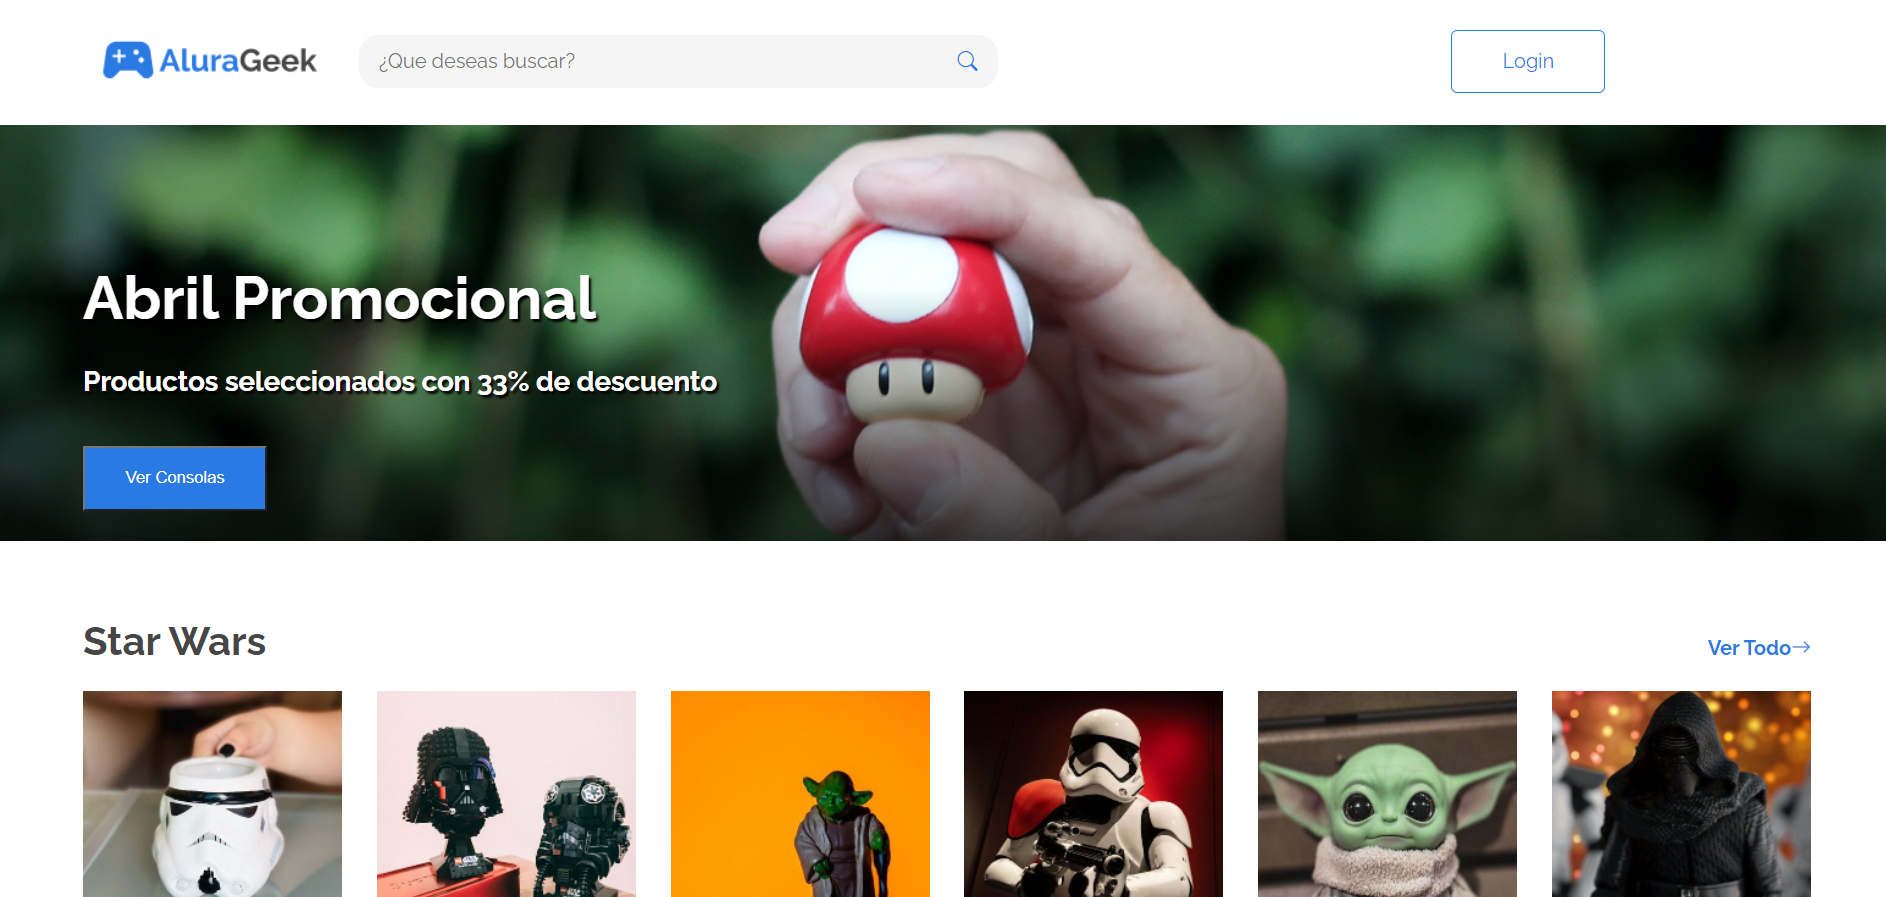 AluraGeek
¿Que deseas buscar?
Login
Abril Promocional
Productos seleccionados con 33% de descuento
Ver Consolas
Star Wars
Ver Todo→